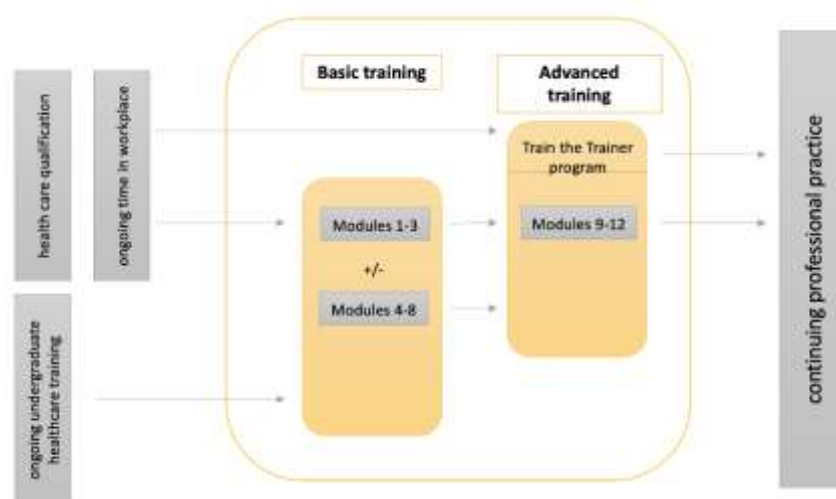 health care qualification
ongoing time in workplace
ongoing undergraduate
healthcare training
Basic training
Modules 1-3
+/-
Modules 4-8
Advanced
training
Train the Trainer
program
Modules 9-12
continuing professional practice